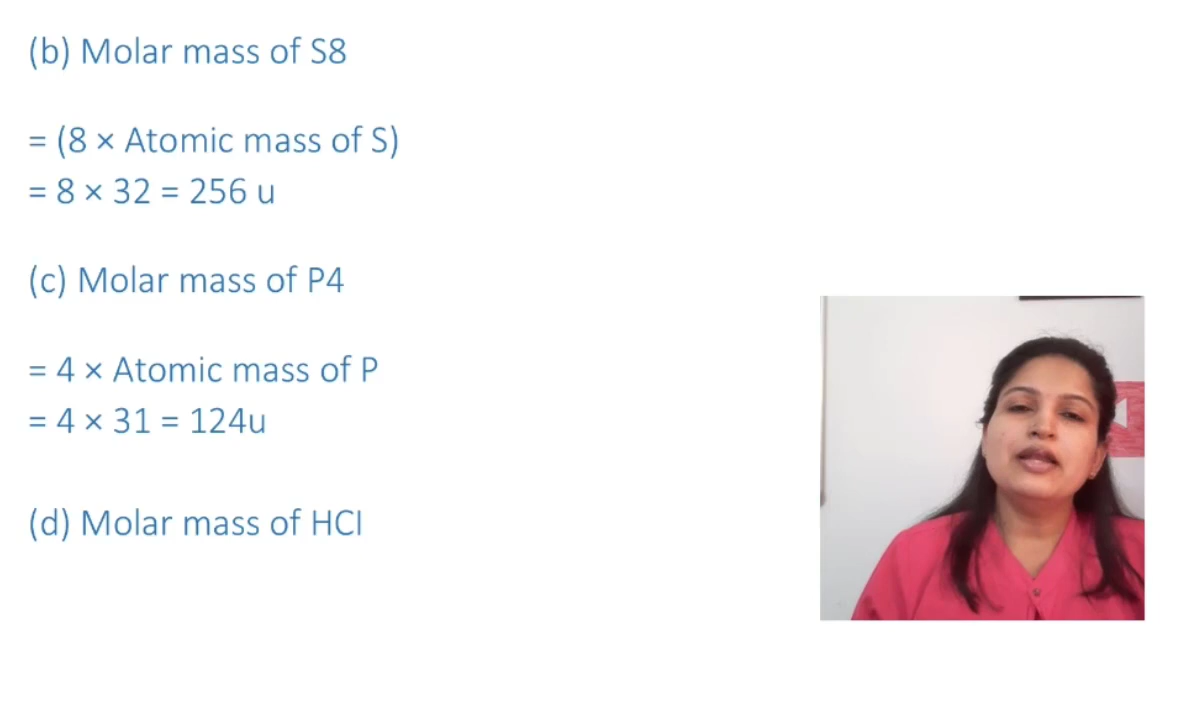 (b) Molar mass of S8
= (8 × Atomic mass of S)
= 8 × 32 = 256 u
(c) Molar mass of P4
= 4 × Atomic mass of P
= 4 × 31 = 124u
(d) Molar mass of HCl